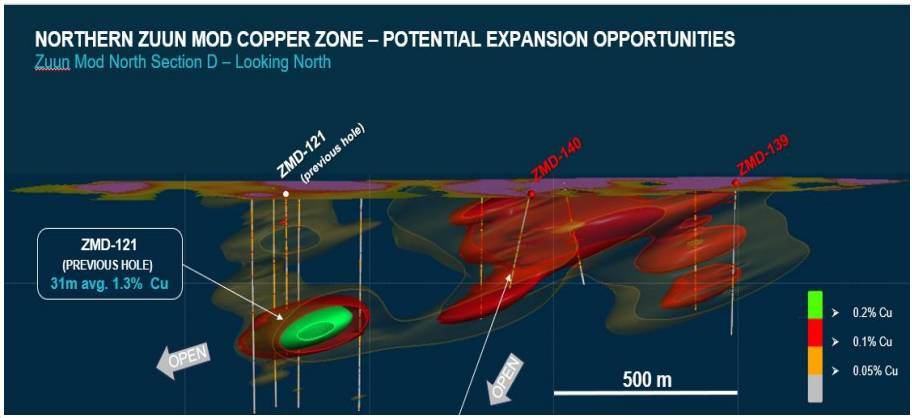 NORTHERN ZUUN MOD COPPER ZONE – POTENTIAL EXPANSION OPPORTUNITIES
Zuun Mod North Section D – Looking North
ZMD-121
(previous hole)
ZMD-140
ZMD-139
ZMD-121
(PREVIOUS HOLE)
31m avg. 1.3% Cu
OPEN
OPEN
500 m
➢ 0.2% Cu
➢ 0.1% Cu
➢ 0.05% Cu